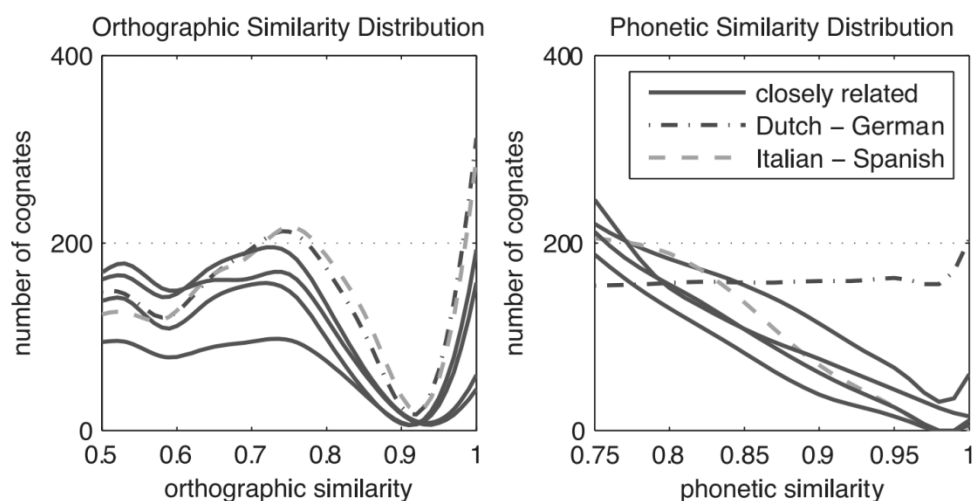 Orthographic Similarity Distribution
400
200
0
number of cognates
0.5 0.6 0.7 0.8 0.9 1
orthographic similarity
Phonetic Similarity Distribution
400
200
0
number of cognates
closely related
Dutch – German
Italian – Spanish
0.75 0.8 0.85 0.9 0.95 1
phonetic similarity